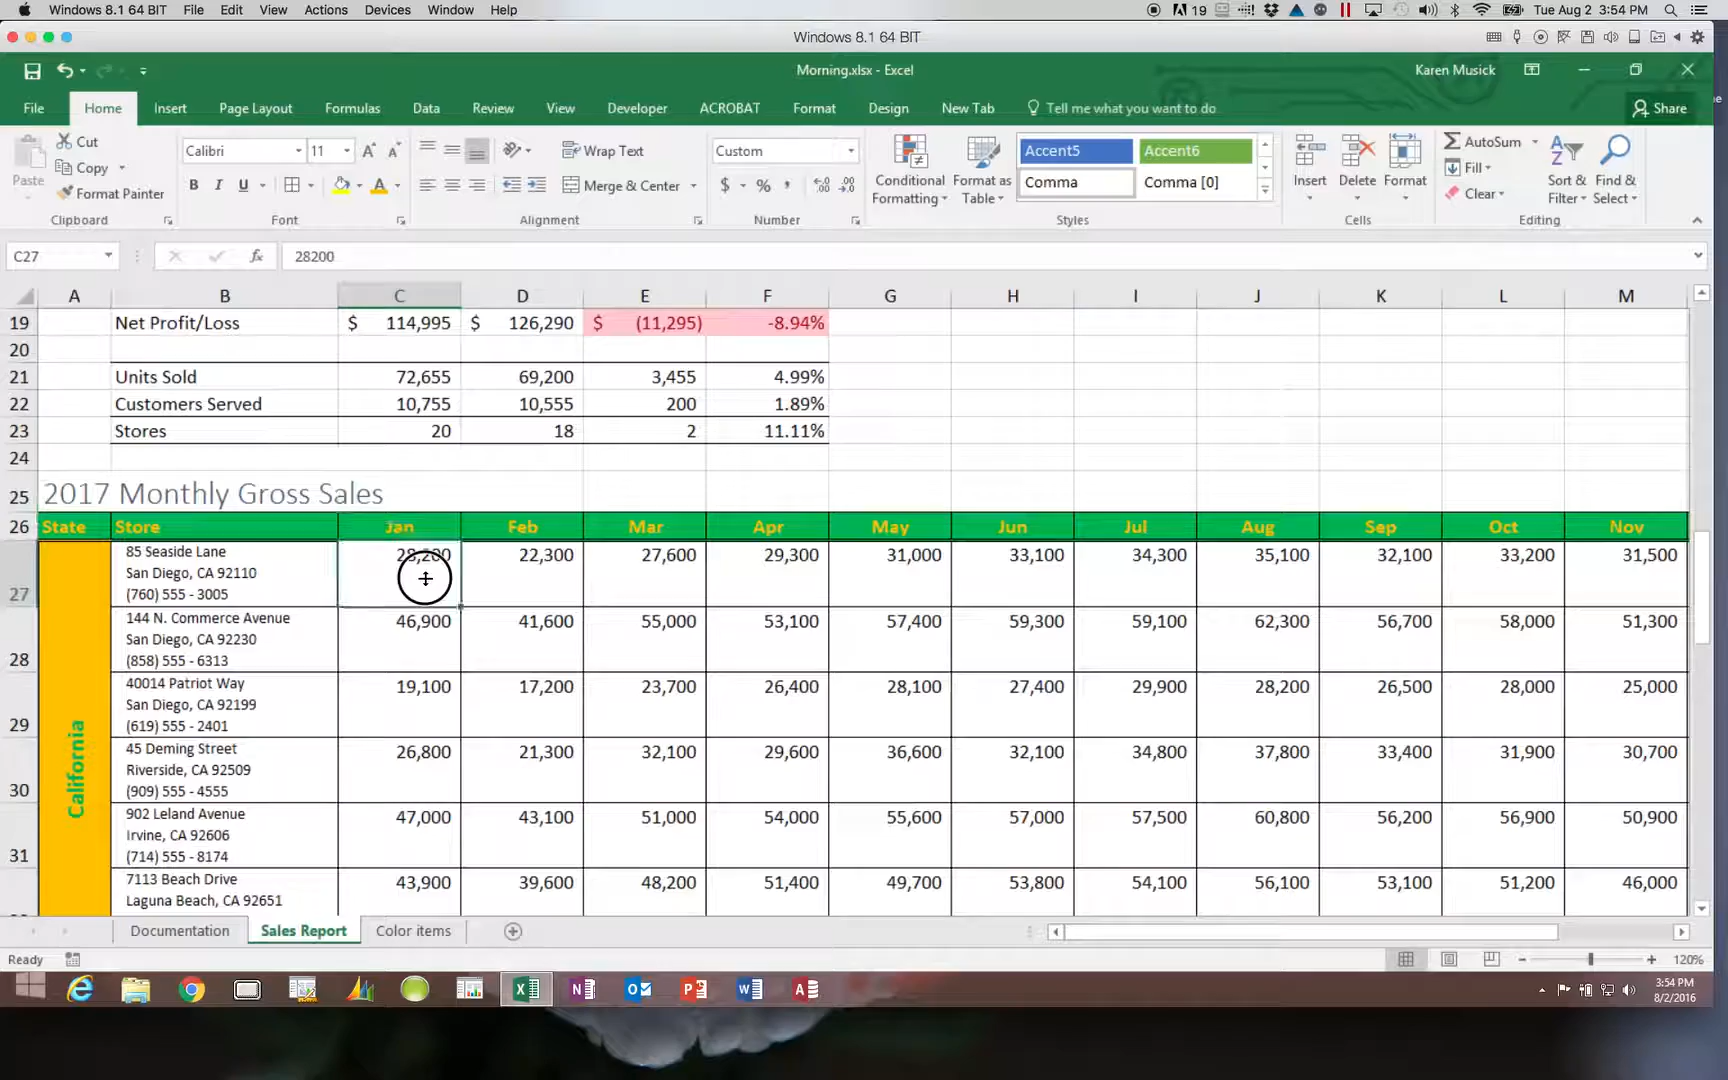 Windows 8.1 64 BIT File Edit View Actions Devices Window Help 19 Tue Aug 2 3:54 PM
Windows 8.1 64 BIT
Morning.xlsx - Excel Karen Musick
File Home Insert Page Layout Formulas Data Review View Developer ACROBAT Format Design New Tab Tell me what you want to do Share
Paste Cut Copy Format Painter Clipboard
Calibri 11 B I U Font
Wrap Text Merge & Center Alignment
Custom $ % , Number
Conditional Formatting Format as Table Accent5 Accent6 Comma Comma [0] Styles
Insert Delete Format Cells
AutoSum Fill Clear Sort & Filter Find & Select Editing
C27 fx 28200
A B C D E F G H I J K L M
19 Net Profit/Loss $ 114,995 $ 126,290 $ (11,295) -8.94%
20
21 Units Sold 72,655 69,200 3,455 4.99%
22 Customers Served 10,755 10,555 200 1.89%
23 Stores 20 18 2 11.11%
24
25 2017 Monthly Gross Sales
26 State Store Jan Feb Mar Apr May Jun Jul Aug Sep Oct Nov
California
85 Seaside Lane
San Diego, CA 92110
(760) 555 - 3005
27 28,200 22,300 27,600 29,300 31,000 33,100 34,300 35,100 32,100 33,200 31,500
144 N. Commerce Avenue
San Diego, CA 92230
(858) 555 - 6313
28 46,900 41,600 55,000 53,100 57,400 59,300 59,100 62,300 56,700 58,000 51,300
40014 Patriot Way
San Diego, CA 92199
(619) 555 - 2401
29 19,100 17,200 23,700 26,400 28,100 27,400 29,900 28,200 26,500 28,000 25,000
45 Deming Street
Riverside, CA 92509
(909) 555 - 4555
30 26,800 21,300 32,100 29,600 36,600 32,100 34,800 37,800 33,400 31,900 30,700
902 Leland Avenue
Irvine, CA 92606
(714) 555 - 8174
31 47,000 43,100 51,000 54,000 55,600 57,000 57,500 60,800 56,200 56,900 50,900
7113 Beach Drive
Laguna Beach, CA 92651
43,900 39,600 48,200 51,400 49,700 53,800 54,100 56,100 53,100 51,200 46,000
Documentation Sales Report Color items
Ready 120%
3:54 PM
8/2/2016